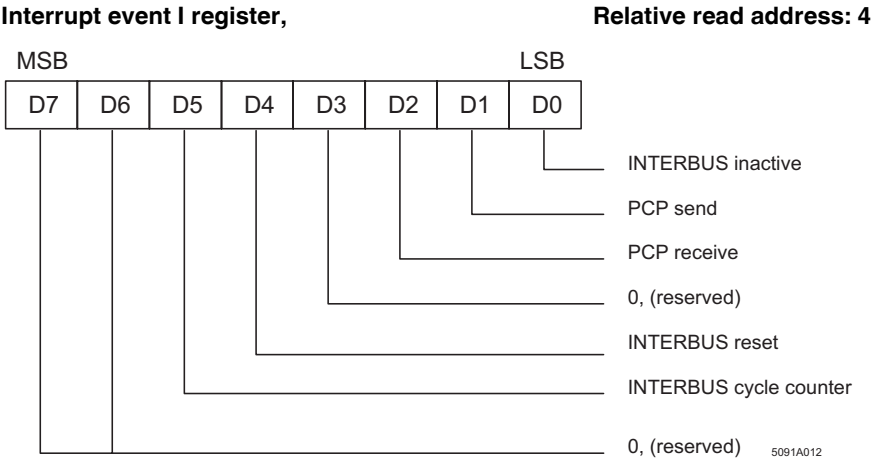 Interrupt event I register, Relative read address: 4
MSB LSB
D7 D6 D5 D4 D3 D2 D1 D0
INTERBUS inactive
PCP send
PCP receive
0, (reserved)
INTERBUS reset
INTERBUS cycle counter
0, (reserved) 5091A012